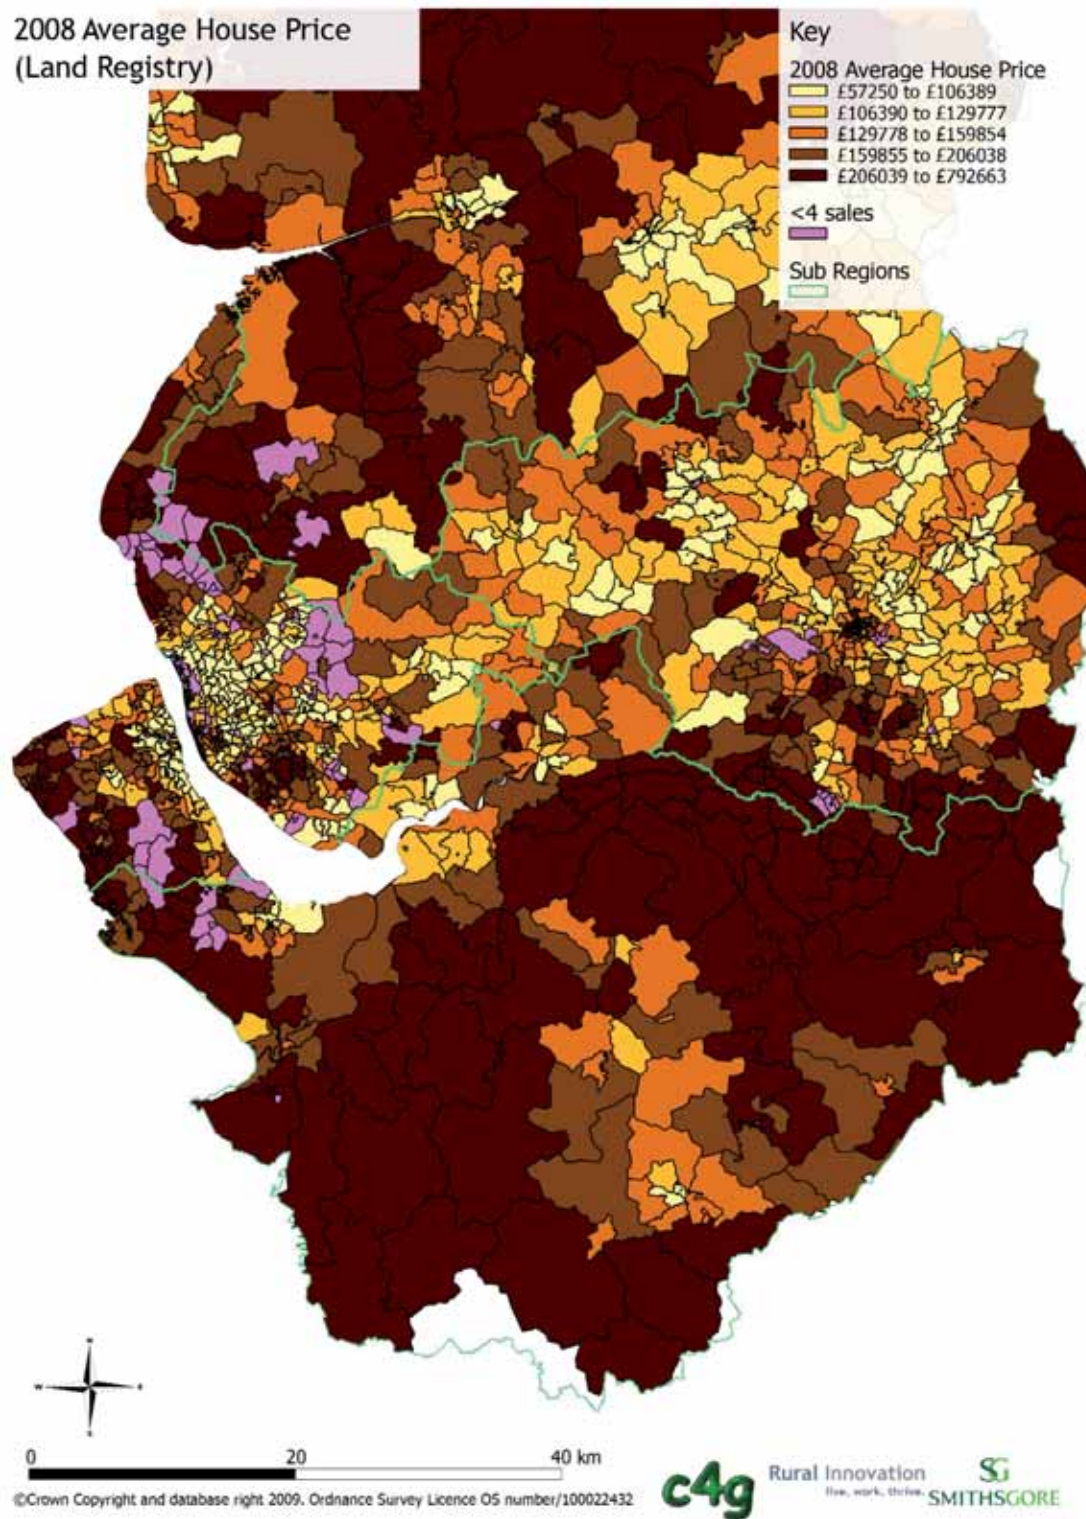 2008 Average House Price
(Land Registry)
Key
2008 Average House Price
£57250 to £106389
£106390 to £129777
£129778 to £159854
£159855 to £206038
£206039 to £792663
<4 sales
Sub Regions
N
W E
S
0 20 40 km
©Crown Copyright and database right 2009. Ordnance Survey Licence OS number/100022432
c4g
Rural Innovation
live, work, thrive.
SG
SMITHSGORE